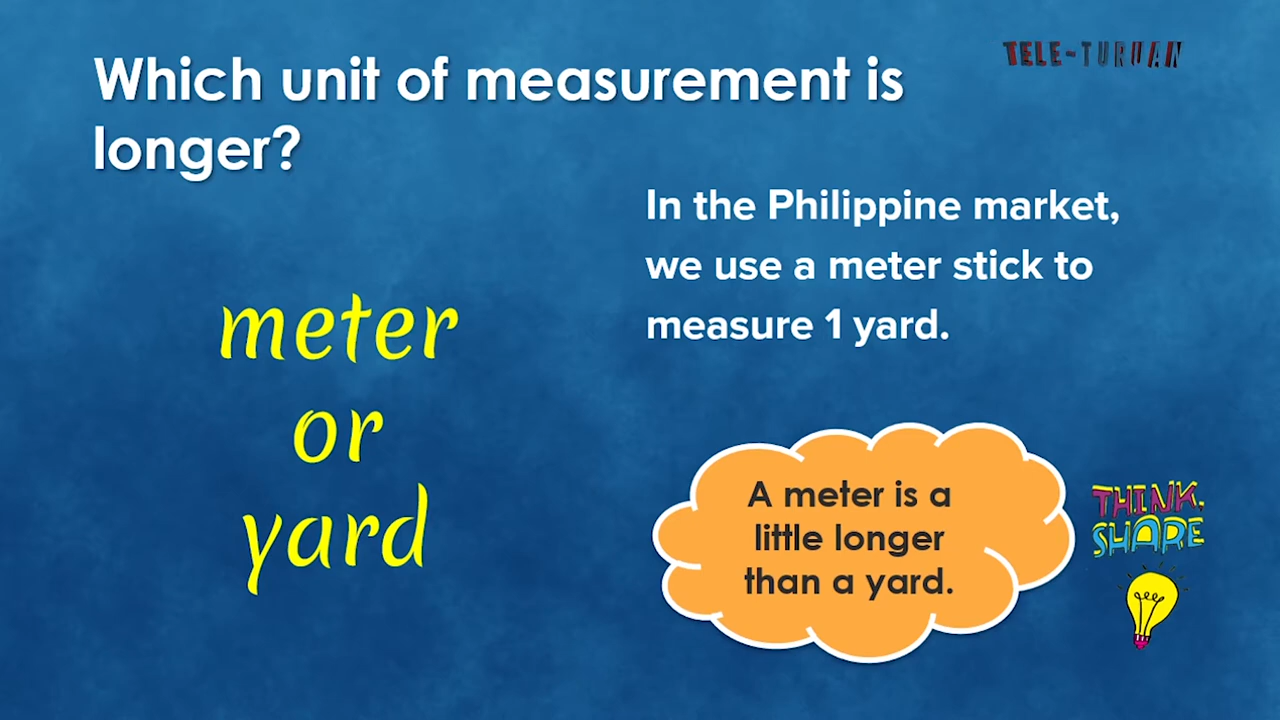 Which unit of measurement is
longer?
TELE-TURUAN
In the Philippine market,
we use a meter stick to
measure 1 yard.
meter
or
yard
A meter is a
little longer
than a yard.
THINK.
SHARE